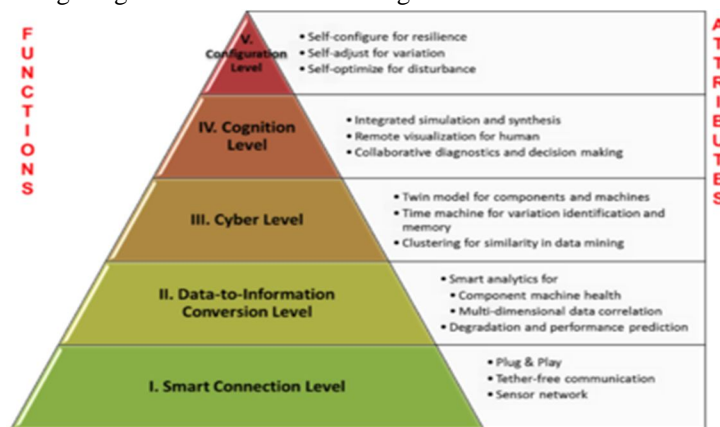 FUNCTIONS
V.
Configuration
Level
• Self-configure for resilience
• Self-adjust for variation
• Self-optimize for disturbance
IV. Cognition
Level
• Integrated simulation and synthesis
• Remote visualization for human
• Collaborative diagnostics and decision making
III. Cyber Level
• Twin model for components and machines
• Time machine for variation identification and
memory
• Clustering for similarity in data mining
II. Data-to-Information
Conversion Level
• Smart analytics for
• Component machine health
• Multi-dimensional data correlation
• Degradation and performance prediction
I. Smart Connection Level
• Plug & Play
• Tether-free communication
• Sensor network